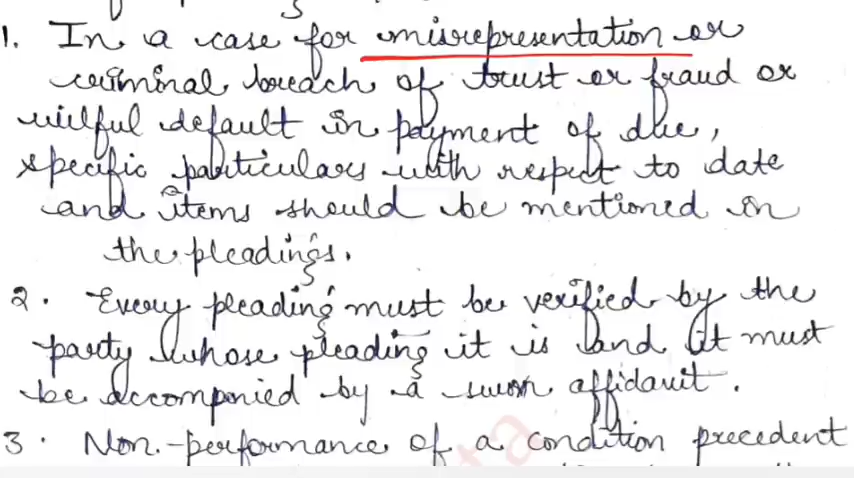 1. In a case for misrepresentation or
criminal breach of trust or fraud or
wilful default in payment of due,
specific particulars with respect to date
and items should be mentioned in
the pleadings.
2. Every pleading must be verified by the
party whose pleading it is and it must
be accompanied by a sworn affidavit.
3. Non-performance of a condition precedent